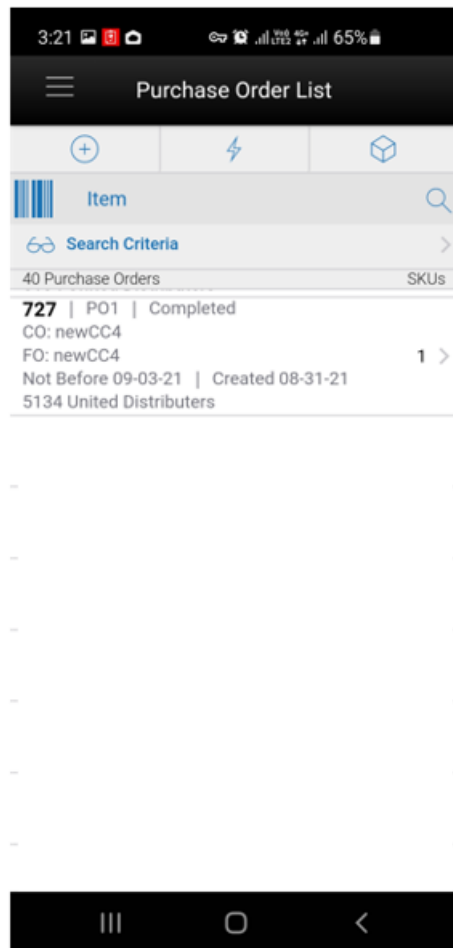 3:21 65%
Purchase Order List
Item
Search Criteria
40 Purchase Orders SKUs
727 | PO1 | Completed
CO: newCC4
FO: newCC4
1
Not Before 09-03-21 | Created 08-31-21
5134 United Distributers